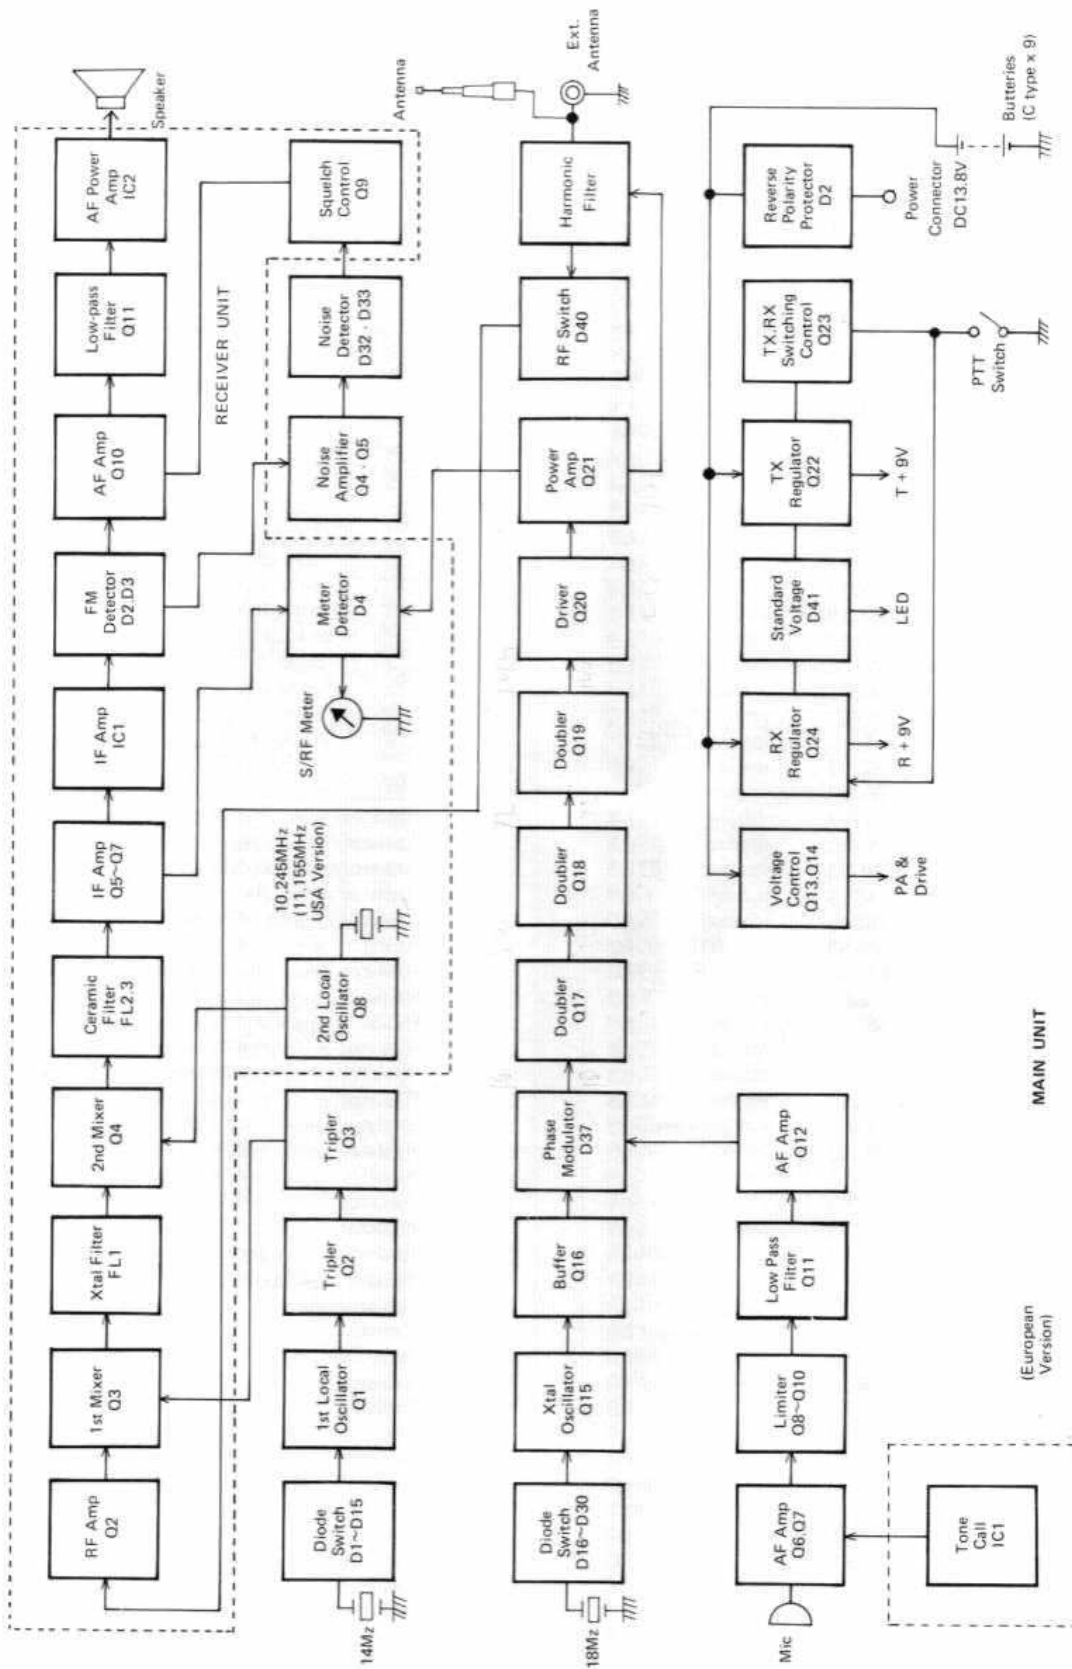 RF Amp
Q2
1st Mixer
Q3
Xtal Filter
FL1
2nd Mixer
Q4
Ceramic
Filter
FL2.3
IF Amp
Q5~Q7
IF Amp
IC1
FM
Detector
D2.D3
AF Amp
Q10
Low-pass
Filter
Q11
AF Power
Amp
IC2
Speaker
RECEIVER UNIT
14Mz
Diode
Switch
D1~D15
1st Local
Oscillator
Q1
Tripler
Q2
Tripler
Q3
2nd Local
Oscillator
Q8
10.245MHz
(11.155MHz
USA Version)
S/RF Meter
Meter
Detector
D4
Noise
Amplifier
Q4 · Q5
Noise
Detector
D32 · D33
Squelch
Control
Q9
Antenna
18Mz
Diode
Switch
D16~D30
Xtal
Oscillator
Q15
Buffer
Q16
Phase
Modulator
D37
Doubler
Q17
Doubler
Q18
Doubler
Q19
Driver
Q20
Power
Amp
Q21
RF Switch
D40
Harmonic
Filter
Ext.
Antenna
Mic
AF Amp
Q6.Q7
Limiter
Q8~Q10
Low Pass
Filter
Q11
AF Amp
Q12
Voltage
Control
Q13.Q14
PA &
Drive
RX
Regulator
Q24
R + 9V
Standard
Voltage
D41
LED
TX
Regulator
Q22
T + 9V
TX.RX
Switching
Control
Q23
PTT
Switch
Reverse
Polarity
Protector
D2
Power
Connector
DC13.8V
Butteries
(C type x 9)
Tone
Call
IC1
(European
Version)
MAIN UNIT